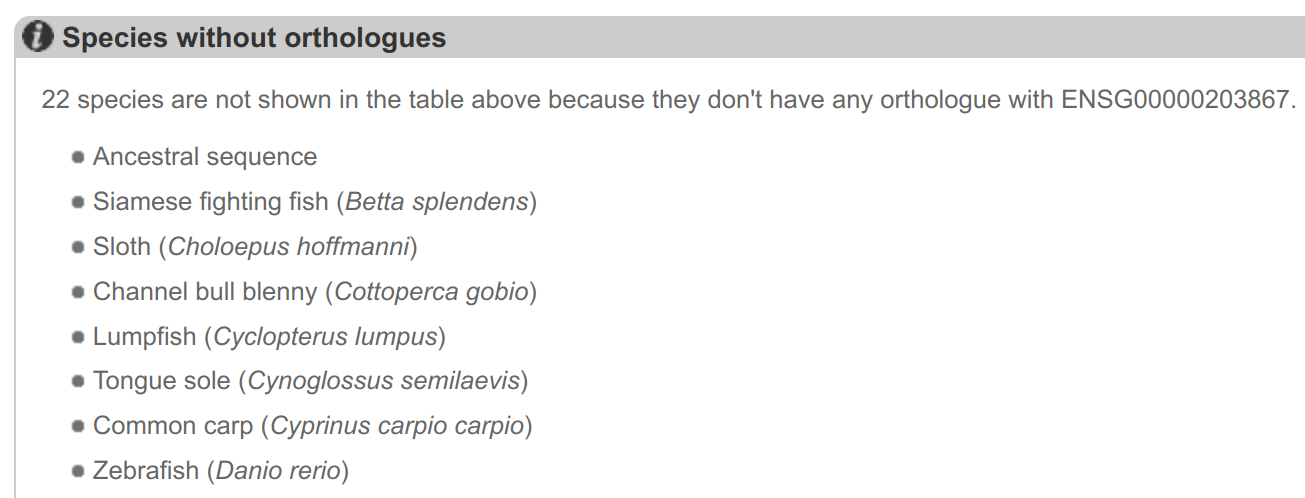 Species without orthologues
22 species are not shown in the table above because they don't have any orthologue with ENSG00000203867.
Ancestral sequence
Siamese fighting fish (Betta splendens)
Sloth (Choloepus hoffmanni)
Channel bull blenny (Cottoperca gobio)
Lumpfish (Cyclopterus lumpus)
Tongue sole (Cynoglossus semilaevis)
Common carp (Cyprinus carpio carpio)
Zebrafish (Danio rerio)